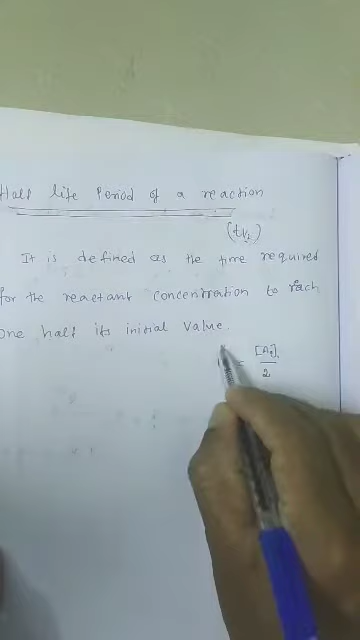 Half life Period of a reaction
(t½)
It is defined as the time required
for the reactant concentration to reach
one half its initial value.
= [A₀]/2